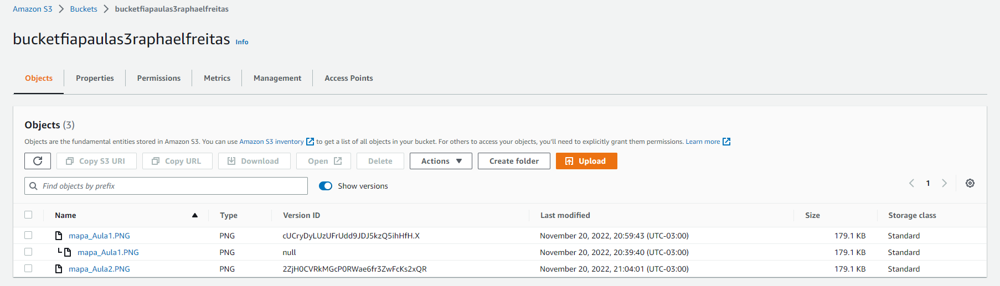 Amazon S3 > Buckets > bucketfiapaulas3raphaelfreitas
bucketfiapaulas3raphaelfreitas Info
Objects Properties Permissions Metrics Management Access Points
Objects (3)
Objects are the fundamental entities stored in Amazon S3. You can use Amazon S3 inventory to get a list of all objects in your bucket. For others to access your objects, you'll need to explicitly grant them permissions. Learn more
Copy S3 URI Copy URL Download Open Delete Actions Create folder Upload
Find objects by prefix Show versions 1
Name Type Version ID Last modified Size Storage class
mapa_Aula1.PNG PNG cUCryDyLUzUFrUdd9JDJ5kzQ5ihHfH.X November 20, 2022, 20:59:43 (UTC-03:00) 179.1 KB Standard
mapa_Aula1.PNG PNG null November 20, 2022, 20:39:40 (UTC-03:00) 179.1 KB Standard
mapa_Aula2.PNG PNG 2ZjH0CVRkMGcP0RWae6fr3ZwFcKs2xQR November 20, 2022, 21:04:01 (UTC-03:00) 179.1 KB Standard